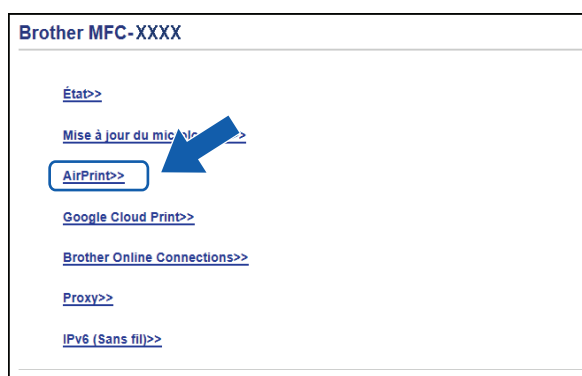 Brother MFC-XXXX
État>>
Mise à jour du >>
AirPrint>>
Google Cloud Print>>
Brother Online Connections>>
Proxy>>
IPv6 (Sans fil)>>